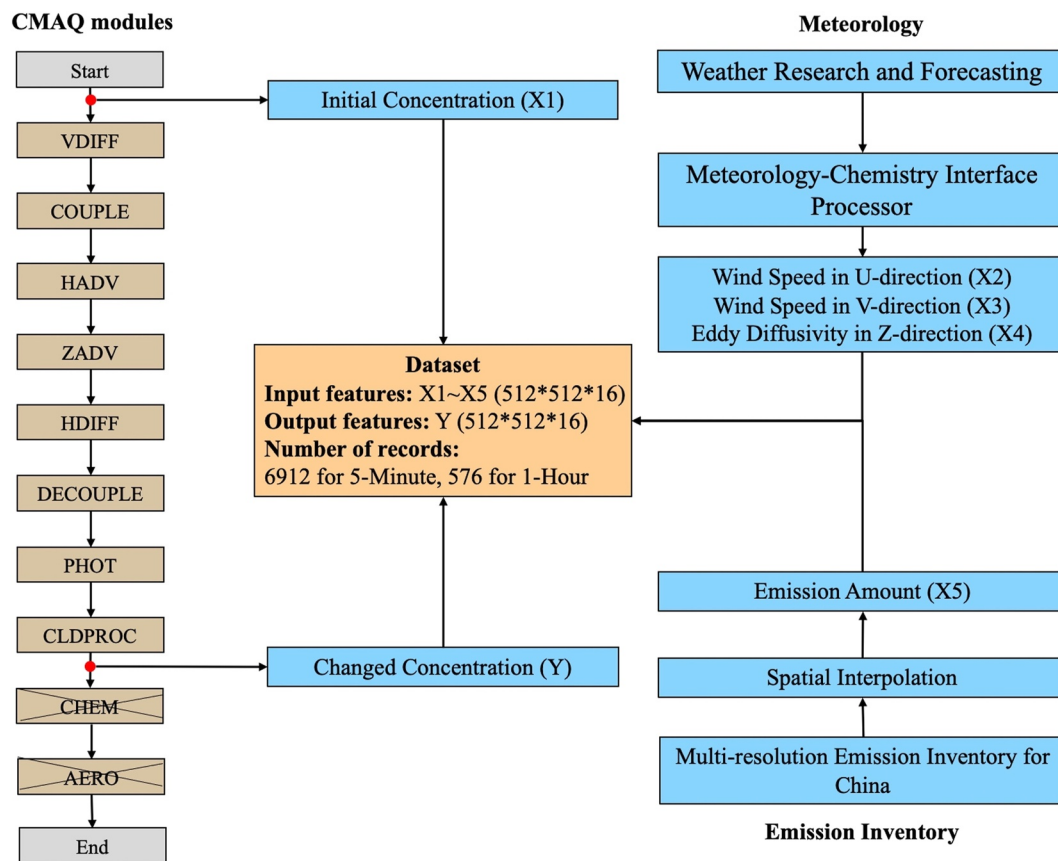 CMAQ modules
Start
VDIFF
COUPLE
HADV
ZADV
HDIFF
DECOUPLE
PHOT
CLDPROC
CHEM
AERO
End
Initial Concentration (X1)
Dataset
Input features: X1~X5 (512*512*16)
Output features: Y (512*512*16)
Number of records:
6912 for 5-Minute, 576 for 1-Hour
Changed Concentration (Y)
Meteorology
Weather Research and Forecasting
Meteorology-Chemistry Interface
Processor
Wind Speed in U-direction (X2)
Wind Speed in V-direction (X3)
Eddy Diffusivity in Z-direction (X4)
Emission Amount (X5)
Spatial Interpolation
Multi-resolution Emission Inventory for
China
Emission Inventory